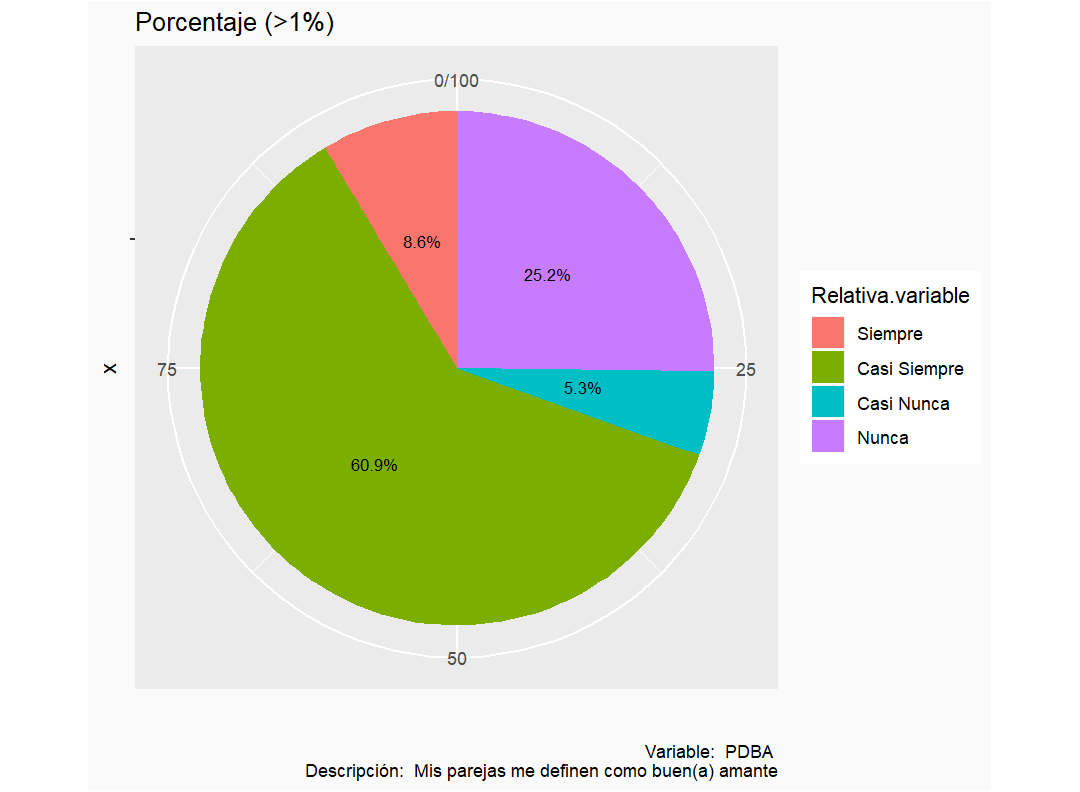 Porcentaje (>1%)
0/100
8.6%
25.2%
x
75
25
5.3%
60.9%
50
Relativa.variable
Siempre
Casi Siempre
Casi Nunca
Nunca
Variable:  PDBA
Descripción:  Mis parejas me definen como buen(a) amante